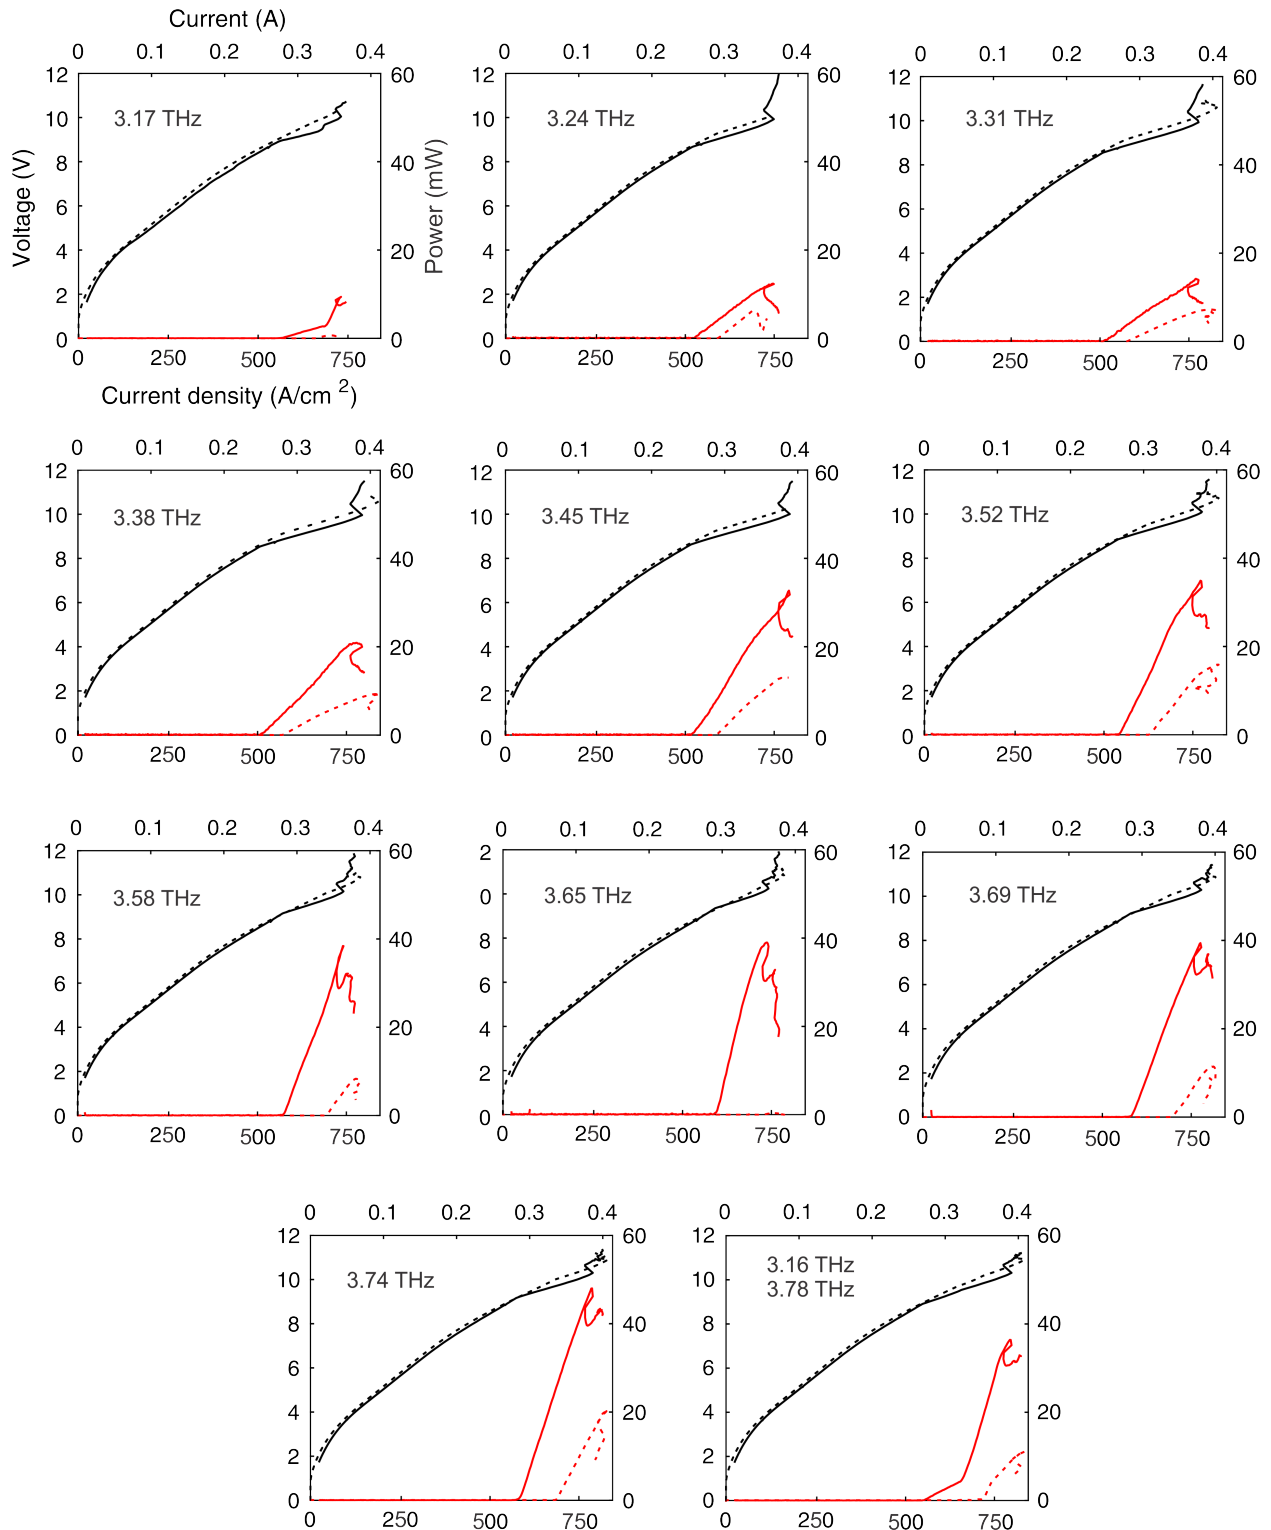 Current (A)
0 0.1 0.2 0.3 0.4
0 0.1 0.2 0.3 0.4
0 0.1 0.2 0.3 0.4
12 10 8 6 4 2 0
Voltage (V)
3.17 THz
60 40 20 0
Power (mW)
12 10 8 6 4 2 0
3.24 THz
60 40 20 0
12 10 8 6 4 2 0
3.31 THz
60 40 20 0
0 250 500 750
0 250 500 750
0 250 500 750
Current density (A/cm 2)
0 0.1 0.2 0.3 0.4
0 0.1 0.2 0.3 0.4
0 0.1 0.2 0.3 0.4
12 10 8 6 4 2 0
3.38 THz
60 40 20 0
12 10 8 6 4 2 0
3.45 THz
60 40 20 0
12 10 8 6 4 2 0
3.52 THz
60 40 20 0
0 250 500 750
0 250 500 750
0 250 500 750
0 0.1 0.2 0.3 0.4
0 0.1 0.2 0.3 0.4
0 0.1 0.2 0.3 0.4
12 10 8 6 4 2 0
3.58 THz
60 40 20 0
2 0 8 6 4 2 0
3.65 THz
60 40 20 0
12 10 8 6 4 2 0
3.69 THz
60 40 20 0
0 250 500 750
0 250 500 750
0 250 500 750
0 0.1 0.2 0.3 0.4
0 0.1 0.2 0.3 0.4
12 10 8 6 4 2 0
3.74 THz
60 40 20 0
12 10 8 6 4 2 0
3.16 THz
3.78 THz
60 40 20 0
0 250 500 750
0 250 500 750